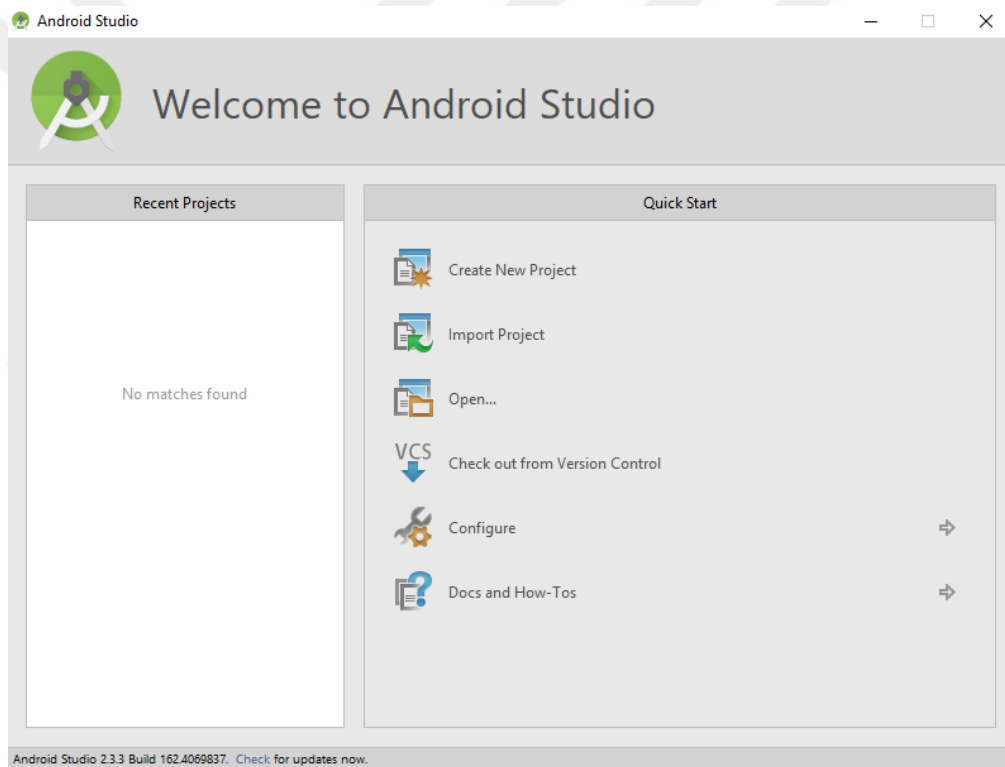 Android Studio
Welcome to Android Studio
Recent Projects
No matches found
Quick Start
Create New Project
Import Project
Open...
VCS
Check out from Version Control
Configure
Docs and How-Tos
Android Studio 2.3.3 Build 162.4069837. Check for updates now.